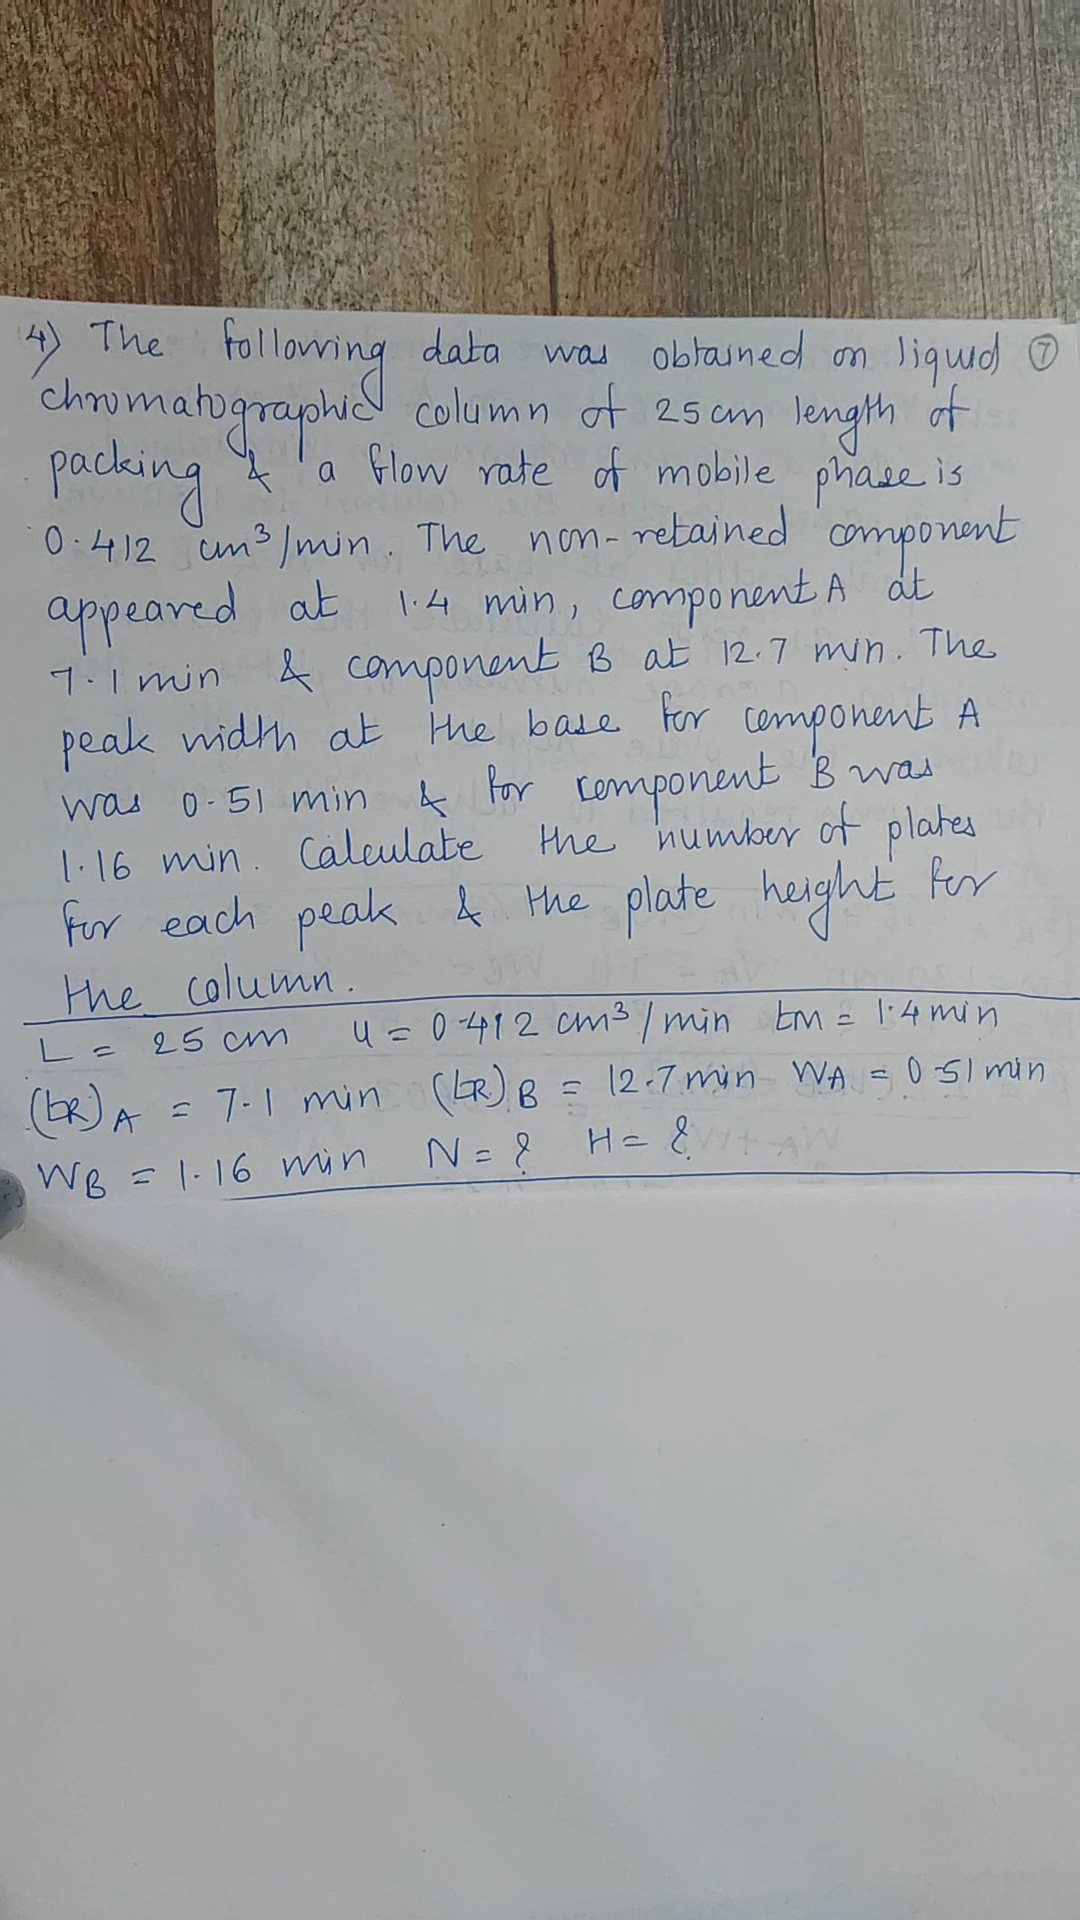 4) The following data was obtained on liquid ⑦
chromatographic column of 25 cm length of
packing & a flow rate of mobile phase is
0.412 cm³/min. The non-retained component
appeared at 1.4 min, component A at
7.1 min & component B at 12.7 min. The
peak width at the base for component A
was 0.51 min & for component B was
1.16 min. Calculate the number of plates
for each peak & the plate height for
the column.
L = 25 cm u = 0.412 cm³/min tm = 1.4 min
(tR)A = 7.1 min (tR)B = 12.7 min WA = 0.51 min
WB = 1.16 min N = ? H = ?